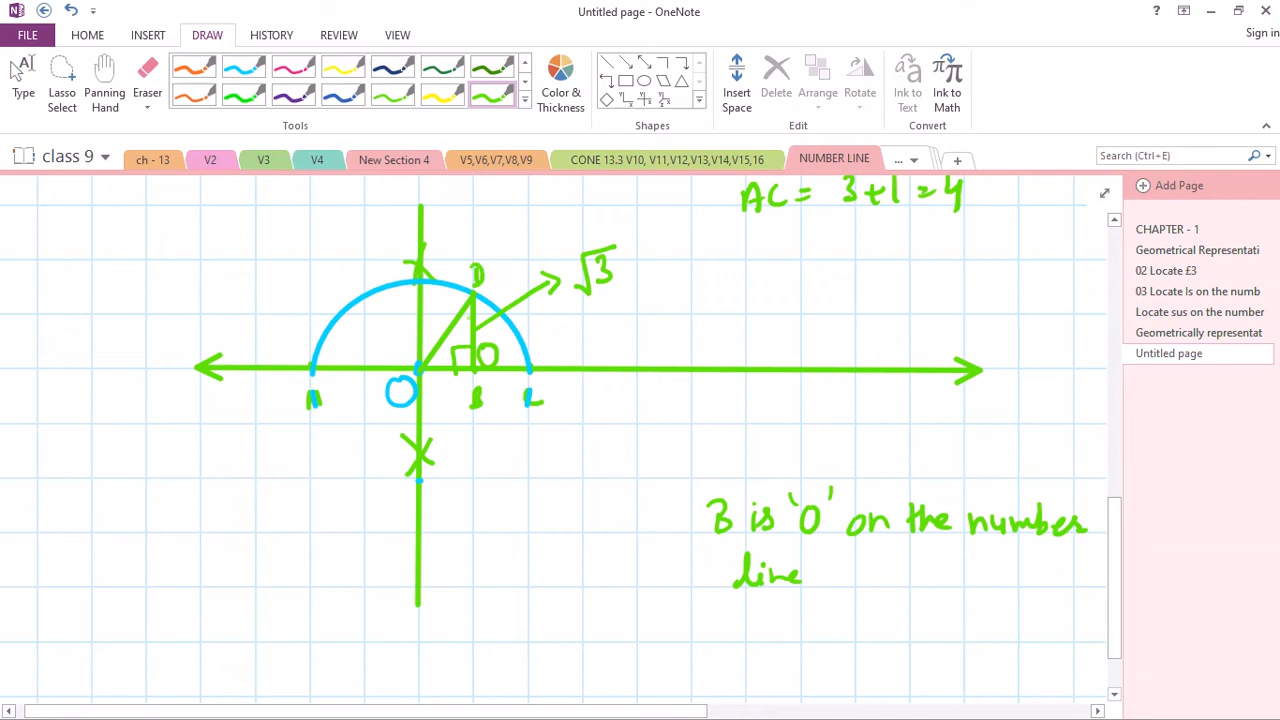 Untitled page - OneNote
?
Sign in
FILE HOME INSERT DRAW HISTORY REVIEW VIEW
Type
Lasso Select
Panning Hand
Eraser
Color & Thickness
Insert Space
Delete
Arrange
Rotate
Ink to Text
Ink to Math
Tools Shapes Edit Convert
class 9
ch - 13 V2 V3 V4 New Section 4 V5,V6,V7,V8,V9 CONE 13.3 V10, V11,V12,V13,V14,V15,16 NUMBER LINE ... +
Search (Ctrl+E)
Add Page
CHAPTER - 1
Geometrical Representati
02 Locate £3
03 Locate ls on the numb
Locate sus on the number
Geometrically representat
Untitled page
AC = 3+1 = 4
D
√3
O
O
A
B
C
B is '0' on the number
line